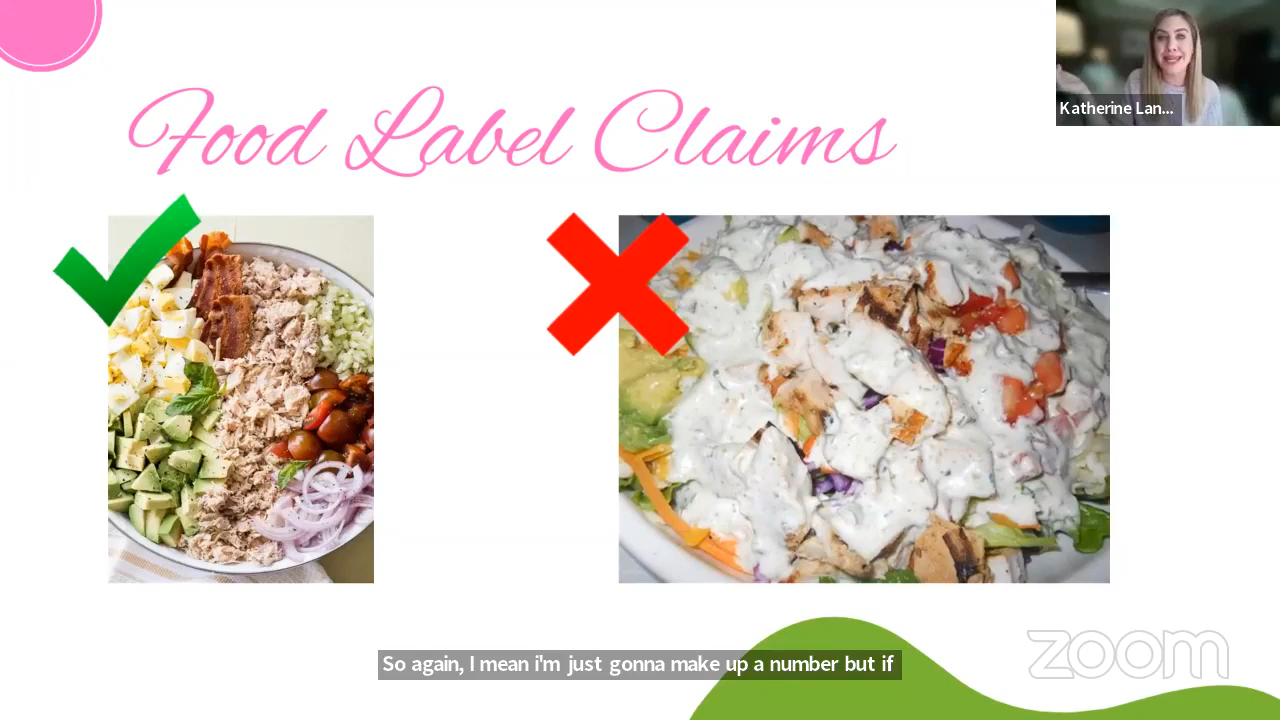 Katherine Lan...
Food Label Claims
So again, I mean i'm just gonna make up a number but if
zoom